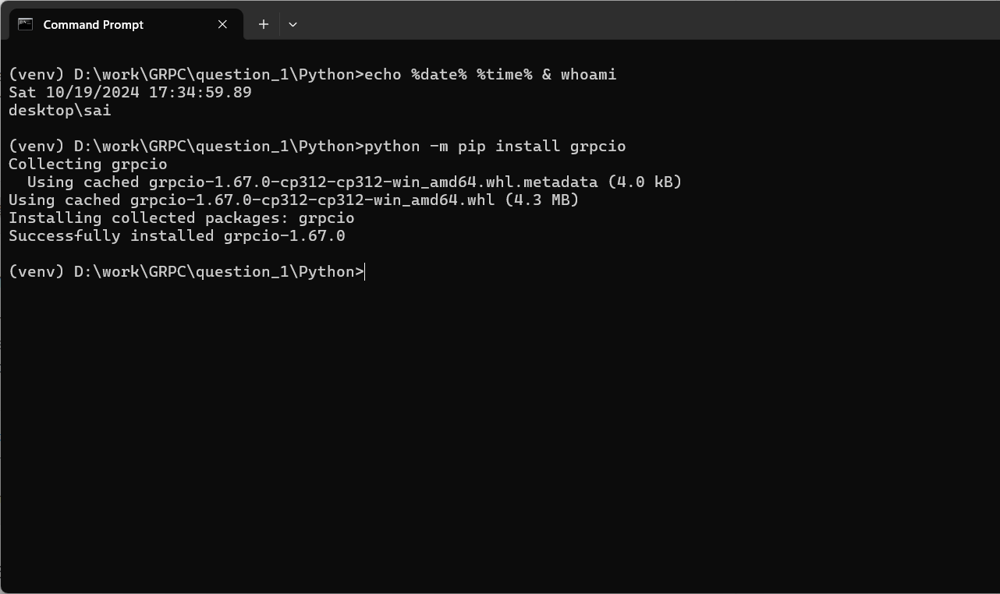 Command Prompt
(venv) D:\work\GRPC\question_1\Python>echo %date% %time% & whoami
Sat 10/19/2024 17:34:59.89
desktop\sai
(venv) D:\work\GRPC\question_1\Python>python -m pip install grpcio
Collecting grpcio
  Using cached grpcio-1.67.0-cp312-cp312-win_amd64.whl.metadata (4.0 kB)
Using cached grpcio-1.67.0-cp312-cp312-win_amd64.whl (4.3 MB)
Installing collected packages: grpcio
Successfully installed grpcio-1.67.0
(venv) D:\work\GRPC\question_1\Python>